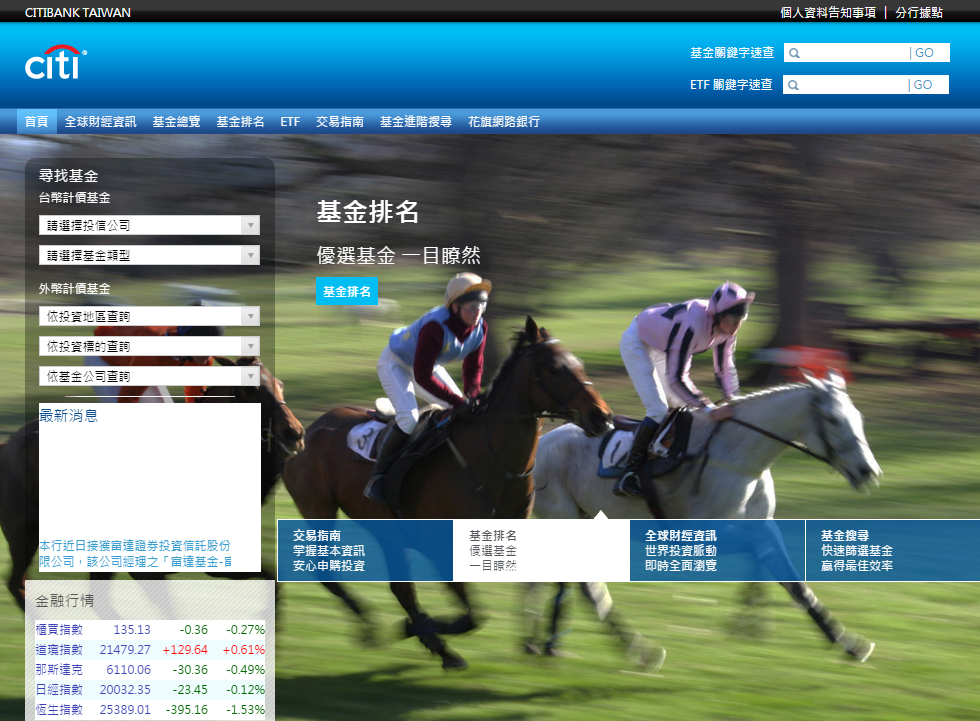 CITIBANK TAIWAN
個人資料告知事項 | 分行據點
citi
基金關鍵字速查 | GO
ETF 關鍵字速查 | GO
首頁 全球財經資訊 基金總覽 基金排名 ETF 交易指南 基金進階搜尋 花旗網路銀行
尋找基金
台幣計價基金
請選擇投信公司
請選擇基金類型
外幣計價基金
依投資地區查詢
依投資標的查詢
依基金公司查詢
最新消息
本行近日接獲富達證券投資信託股份
限公司，該公司經理之「富達基金-
基金排名
優選基金 一目瞭然
基金排名
3
交易指南
掌握基本資訊
安心申購投資
基金排名
優選基金
一目瞭然
全球財經資訊
世界投資脈動
即時全面瀏覽
基金搜尋
快速篩選基金
贏得最佳效率
金融行情
櫃買指數 135.13 -0.36 -0.27%
道瓊指數 21479.27 +129.64 +0.61%
那斯達克 6110.06 -30.36 -0.49%
日經指數 20032.35 -23.45 -0.12%
恆生指數 25389.01 -395.16 -1.53%